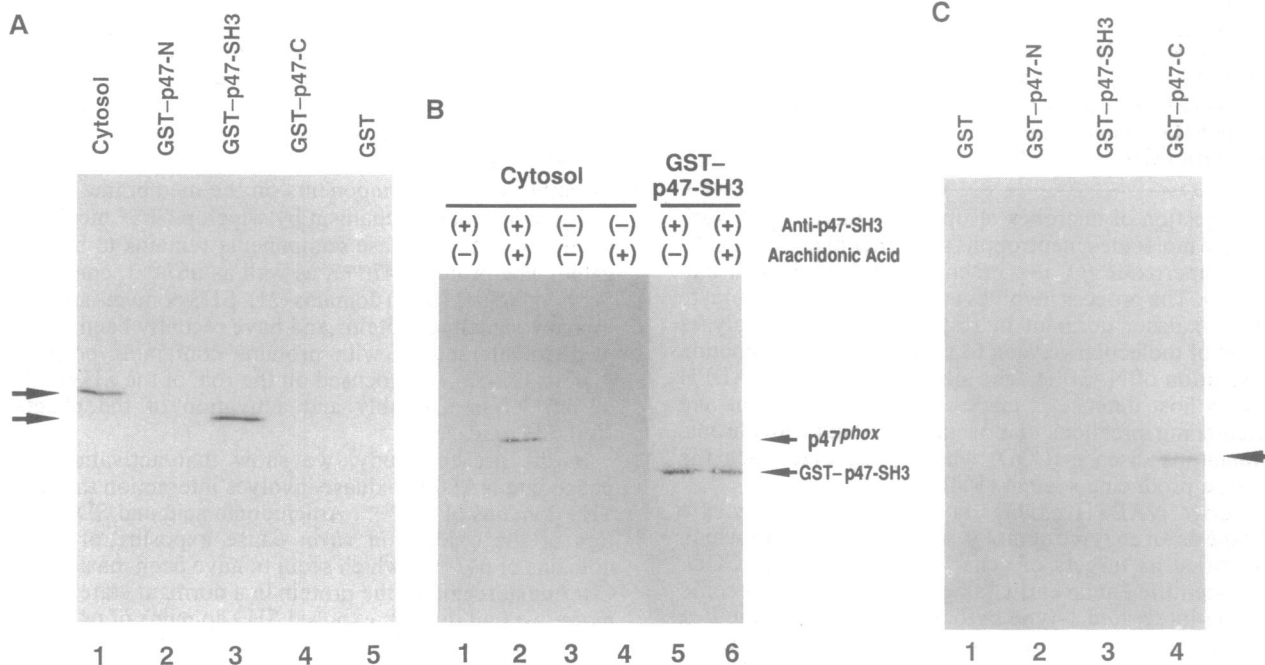 A
Cytosol
GST–p47-N
GST–p47-SH3
GST–p47-C
GST
1 2 3 4 5
B
Cytosol
GST–
p47-SH3
(+) (+) (–) (–) (+) (+) Anti-p47-SH3
(–) (+) (–) (+) (–) (+) Arachidonic Acid
p47phox
GST–p47-SH3
1 2 3 4 5 6
C
GST
GST–p47-N
GST–p47-SH3
GST–p47-C
1 2 3 4